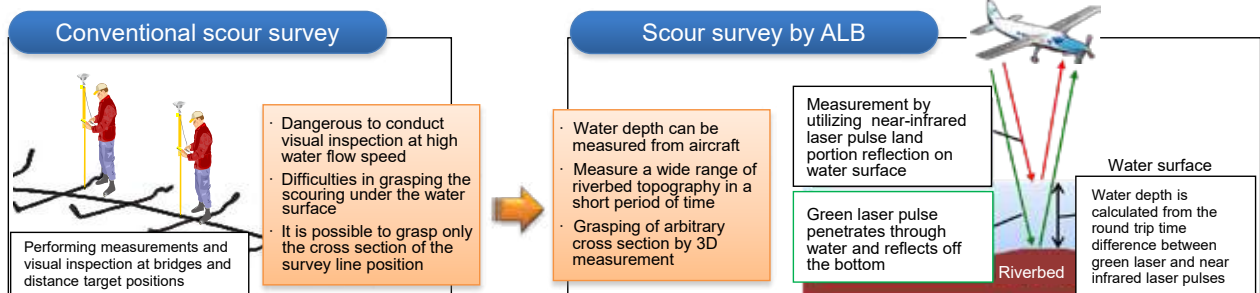 Conventional scour survey
· Dangerous to conduct
visual inspection at high
water flow speed
· Difficulties in grasping the
scouring under the water
surface
· It is possible to grasp only
the cross section of the
survey line position
Performing measurements and
visual inspection at bridges and
distance target positions
Scour survey by ALB
· Water depth can be
measured from aircraft
· Measure a wide range of
riverbed topography in a
short period of time
· Grasping of arbitrary
cross section by 3D
measurement
Measurement by
utilizing near-infrared
laser pulse land
portion reflection on
water surface
Green laser pulse
penetrates through
water and reflects off
the bottom
Water surface
Water depth is
calculated from the
round trip time
difference between
green laser and near
infrared laser pulses
Riverbed